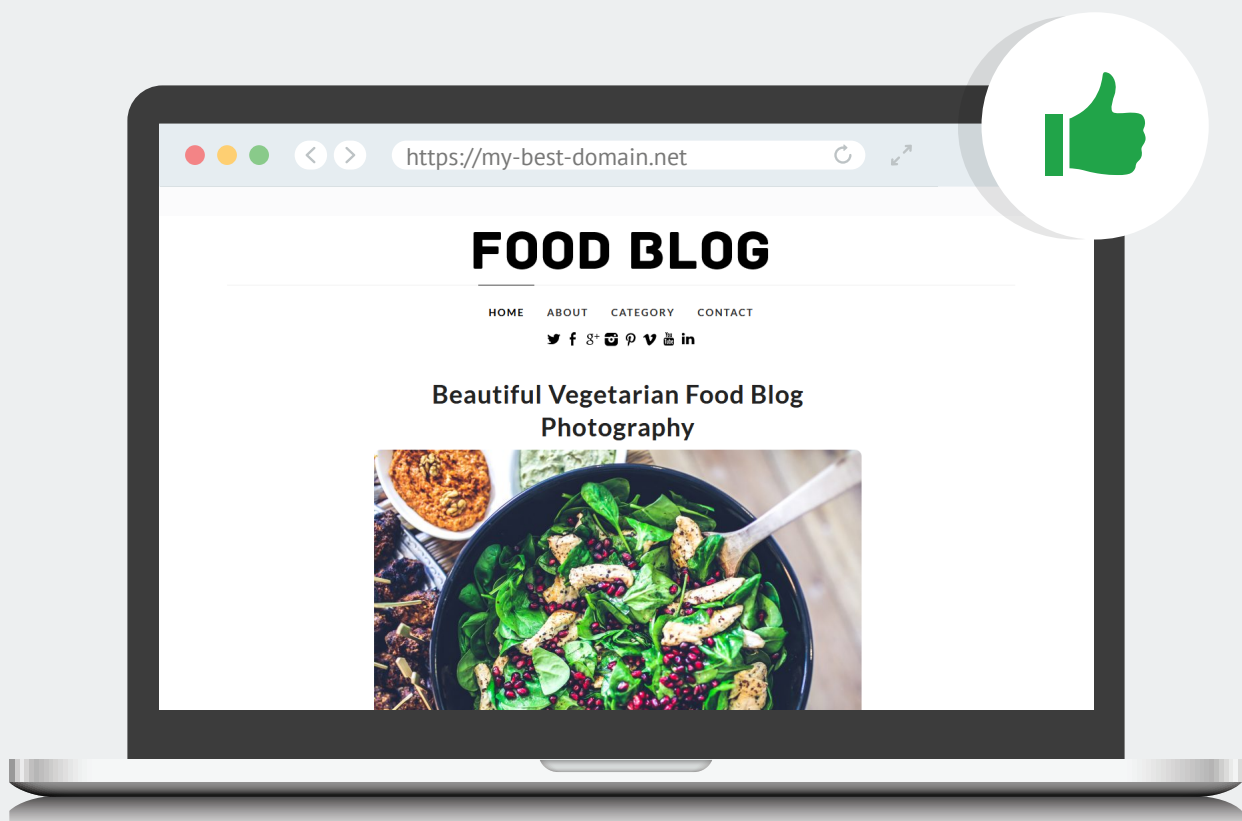 https://my-best-domain.net
FOOD BLOG
HOME ABOUT CATEGORY CONTACT
Beautiful Vegetarian Food Blog
Photography